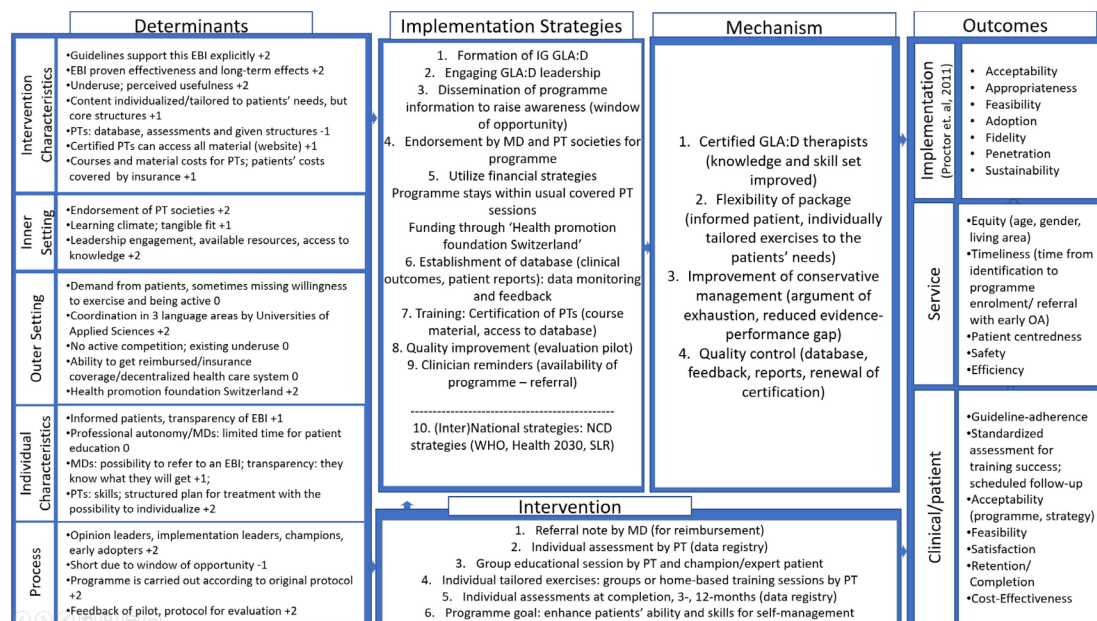 Determinants
Intervention
Characteristics
•Guidelines support this EBI explicitly +2
•EBI proven effectiveness and long-term effects +2
•Underuse; perceived usefulness +2
•Content individualized/tailored to patients' needs, but
core structures +1
•PTs: database, assessments and given structures -1
•Certified PTs can access all material (website) +1
•Courses and material costs for PTs; patients' costs
covered by insurance +1
Inner
Setting
•Endorsement of PT societies +2
•Learning climate; tangible fit +1
•Leadership engagement, available resources, access to
knowledge +2
Outer Setting
•Demand from patients, sometimes missing willingness
to exercise and being active 0
•Coordination in 3 language areas by Universities of
Applied Sciences +2
•No active competition; existing underuse 0
•Ability to get reimbursed/insurance
coverage/decentralized health care system 0
•Health promotion foundation Switzerland +2
Individual
Characteristics
•Informed patients, transparency of EBI +1
•Professional autonomy/MDs: limited time for patient
education 0
•MDs: possibility to refer to an EBI; transparency: they
know what they will get +1;
•PTs: skills; structured plan for treatment with the
possibility to individualize +2
Process
•Opinion leaders, implementation leaders, champions,
early adopters +2
•Short due to window of opportunity -1
•Programme is carried out according to original protocol
+2
•Feedback of pilot, protocol for evaluation +2
Implementation Strategies
1. Formation of IG GLA:D
2. Engaging GLA:D leadership
3. Dissemination of programme
information to raise awareness (window
of opportunity)
4. Endorsement by MD and PT societies for
programme
5. Utilize financial strategies
Programme stays within usual covered PT
sessions
Funding through 'Health promotion
foundation Switzerland'
6. Establishment of database (clinical
outcomes, patient reports): data monitoring
and feedback
7. Training: Certification of PTs (course
material, access to database)
8. Quality improvement (evaluation pilot)
9. Clinician reminders (availability of
programme – referral)
----------------------------------------------
10. (Inter)National strategies: NCD
strategies (WHO, Health 2030, SLR)
Mechanism
1. Certified GLA:D therapists
(knowledge and skill set
improved)
2. Flexibility of package
(informed patient, individually
tailored exercises to the
patients' needs)
3. Improvement of conservative
management (argument of
exhaustion, reduced evidence-
performance gap)
4. Quality control (database,
feedback, reports, renewal of
certification)
Intervention
1. Referral note by MD (for reimbursement)
2. Individual assessment by PT (data registry)
3. Group educational session by PT and champion/expert patient
4. Individual tailored exercises: groups or home-based training sessions by PT
5. Individual assessments at completion, 3-, 12-months (data registry)
6. Programme goal: enhance patients' ability and skills for self-management
Outcomes
Implementation
(Proctor et. al, 2011)
• Acceptability
• Appropriateness
• Feasibility
• Adoption
• Fidelity
• Penetration
• Sustainability
Service
•Equity (age, gender,
living area)
•Timeliness (time from
identification to
programme
enrolment/ referral
with early OA)
•Patient centredness
•Safety
•Efficiency
Clinical/patient
•Guideline-adherence
•Standardized
assessment for
training success;
scheduled follow-up
•Acceptability
(programme, strategy)
•Feasibility
•Satisfaction
•Retention/
Completion
•Cost-Effectiveness